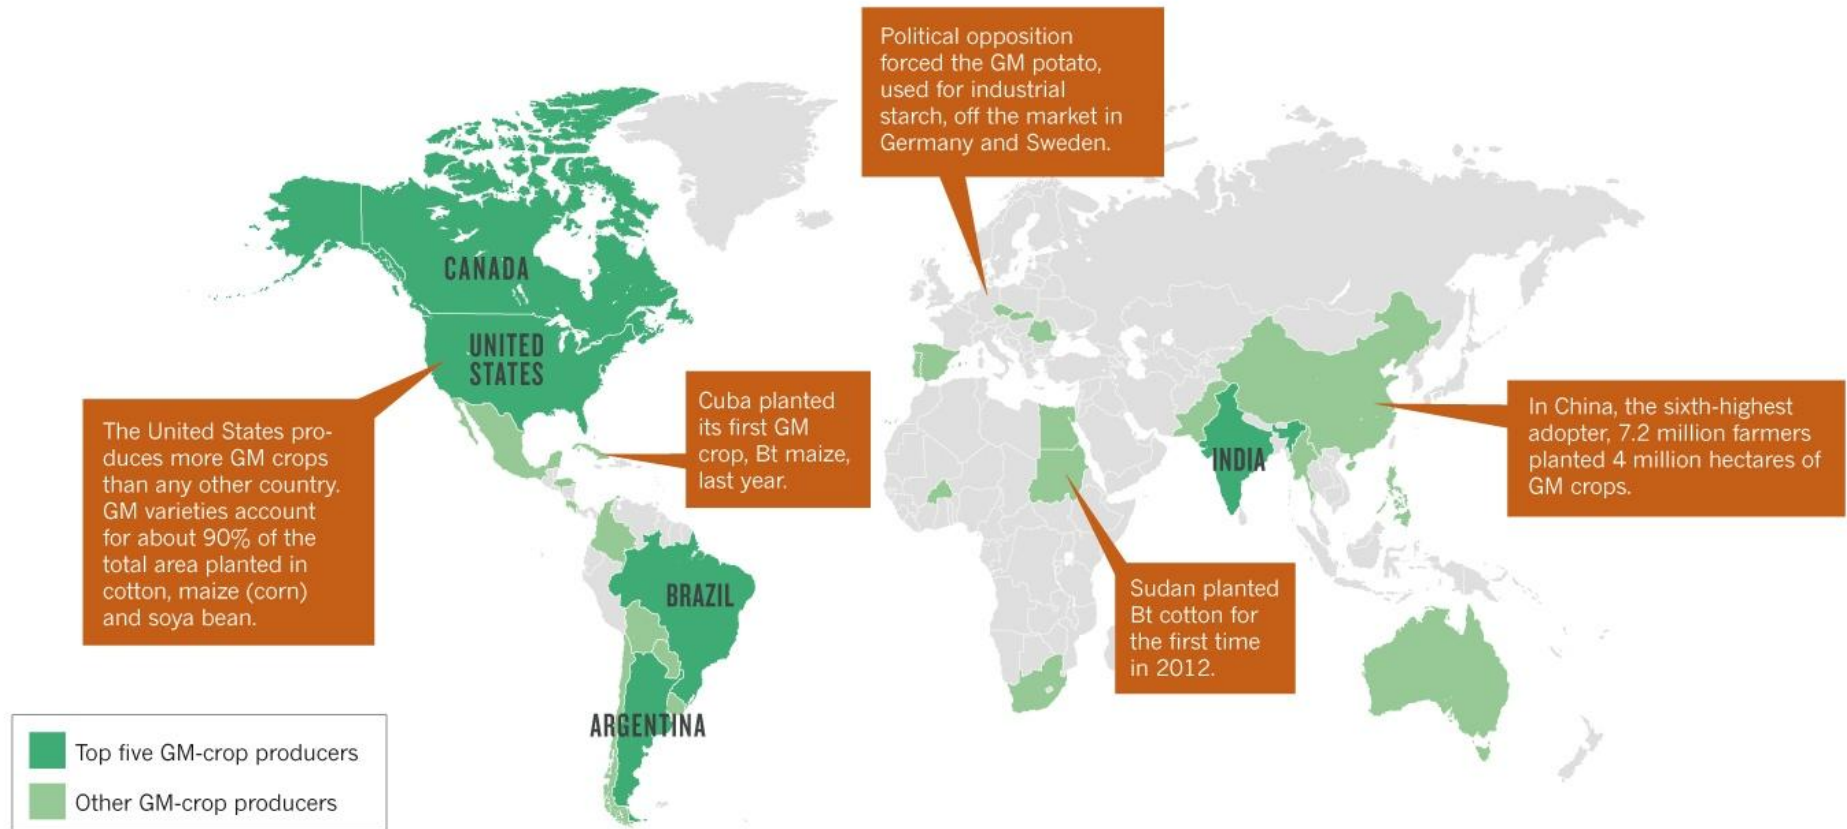 Political opposition
forced the GM potato,
used for industrial
starch, off the market in
Germany and Sweden.
CANADA
UNITED
STATES
The United States pro-
duces more GM crops
than any other country.
GM varieties account
for about 90% of the
total area planted in
cotton, maize (corn)
and soya bean.
Cuba planted
its first GM
crop, Bt maize,
last year.
In China, the sixth-highest
adopter, 7.2 million farmers
planted 4 million hectares of
GM crops.
INDIA
Sudan planted
Bt cotton for
the first time
in 2012.
BRAZIL
ARGENTINA
Top five GM-crop producers
Other GM-crop producers